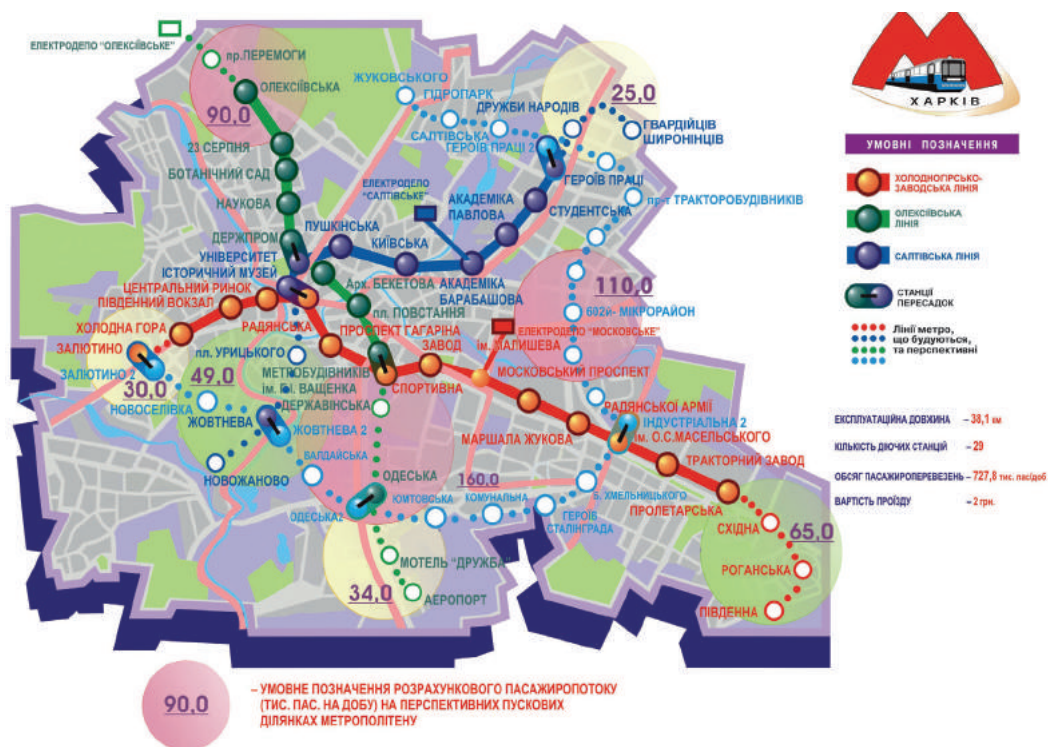 ЕЛЕКТРОДЕПО “ОЛЕКСІЇВСЬКЕ”
пр.ПЕРЕМОГИ
ОЛЕКСІЇВСЬКА
90,0
23 СЕРПНЯ
БОТАНІЧНИЙ САД
НАУКОВА
ДЕРЖПРОМ
УНІВЕРСИТЕТ
ІСТОРИЧНИЙ МУЗЕЙ
ЦЕНТРАЛЬНИЙ РИНОК
ПІВДЕННИЙ ВОКЗАЛ
ХОЛОДНА ГОРА
ЗАЛЮТИНО
ЗАЛЮТИНО 2
30,0
49,0
НОВОСЕЛІВКА
ЖОВТНЕВА
ЖОВТНЕВА 2
НОВОЖАНОВО
ВАЛДАЙСЬКА
ОДЕСЬКА2
ЖУКОВСЬКОГО
ГІДРОПАРК
САЛТІВСЬКА
ДРУЖБИ НАРОДІВ
ГЕРОЇВ ПРАЦІ 2
25,0
ГВАРДІЙЦІВ
ШИРОНІНЦІВ
ГЕРОЇВ ПРАЦІ
СТУДЕНТСЬКА
пр-т ТРАКТОРОБУДІВНИКІВ
ЕЛЕКТРОДЕПО
“САЛТІВСЬКЕ”
АКАДЕМІКА
ПАВЛОВА
ПУШКІНСЬКА
КИЇВСЬКА
АКАДЕМІКА
БАРАБАШОВА
Арх. БЕКЕТОВА
пл. ПОВСТАННЯ
110,0
602й- МІКРОРАЙОН
РАДЯНСЬКА
ПРОСПЕКТ ГАГАРІНА
ЗАВОД
ім. МАЛИШЕВА
ЕЛЕКТРОДЕПО “МОСКОВСЬКЕ”
МОСКОВСЬКИЙ ПРОСПЕКТ
пл. УРИЦЬКОГО
МЕТРОБУДІВНИКІВ
СПОРТИВНА
ім. ВАЩЕНКА
ДЕРЖАВІНСЬКА
МАРШАЛА ЖУКОВА
РАДЯНСЬКОЇ АРМІЇ
ІНДУСТРІАЛЬНА 2
ім. О.С.МАСЕЛЬСЬКОГО
ТРАКТОРНИЙ ЗАВОД
ОДЕСЬКА
160,0
КОМУНАЛЬНА
Б. ХМЕЛЬНИЦЬКОГО
ГЕРОЇВ
СТАЛІНГРАДА
ПРОЛЕТАРСЬКА
СХІДНА
65,0
РОГАНСЬКА
ПІВДЕННА
МОТЕЛЬ “ДРУЖБА”
34,0
АЕРОПОРТ
ХАРКІВ
УМОВНІ ПОЗНАЧЕННЯ
ХОЛОДНОГІРСЬКО-
ЗАВОДСЬКА ЛІНІЯ
ОЛЕКСІЇВСЬКА
ЛІНІЯ
САЛТІВСЬКА ЛІНІЯ
СТАНЦІЇ
ПЕРЕСАДОК
Лінії метро,
що будуються,
та перспективні
ЕКСПЛУАТАЦІЙНА ДОВЖИНА – 38,1 км
КІЛЬКІСТЬ ДІЮЧИХ СТАНЦІЙ – 29
ОБСЯГ ПАСАЖИРОПЕРЕВЕЗЕНЬ – 727,8 тис. пас/доб
ВАРТІСТЬ ПРОЇЗДУ – 2 грн.
90,0
– УМОВНЕ ПОЗНАЧЕННЯ РОЗРАХУНКОВОГО ПАСАЖИРОПОТОКУ
(ТИС. ПАС. НА ДОБУ) НА ПЕРСПЕКТИВНИХ ПУСКОВИХ
ДІЛЯНКАХ МЕТРОПОЛІТЕНУ